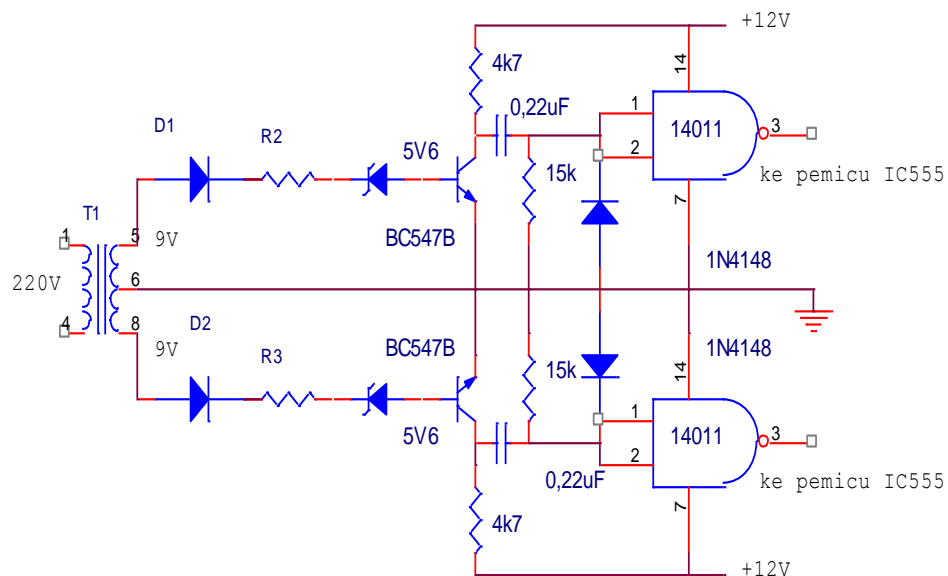 +12V
14
4k7
0,22uF
D1
R2
5V6
1
2
14011
3
15k
ke pemicu IC555
7
T1
BC547B
1
5
9V
1N4148
220V
6
4
8
D2
9V
R3
BC547B
1N4148
15k
14
5V6
1
2
14011
3
0,22uF
ke pemicu IC555
7
4k7
+12V